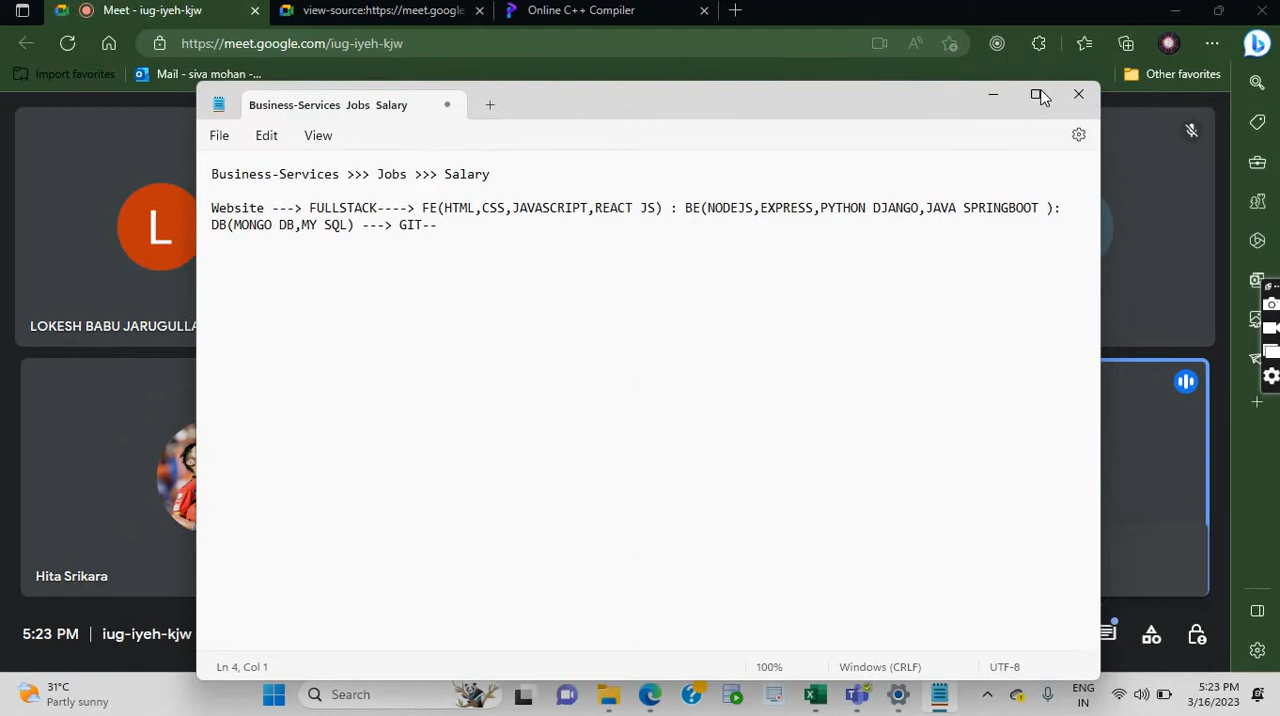 Meet - iug-iyeh-kjw
view-source:https://meet.google
Online C++ Compiler
https://meet.google.com/iug-iyeh-kjw
Import favorites
Mail - siva mohan -...
Other favorites
Business-Services Jobs Salary
File Edit View
Business-Services >>> Jobs >>> Salary
Website ---> FULLSTACK----> FE(HTML,CSS,JAVASCRIPT,REACT JS) : BE(NODEJS,EXPRESS,PYTHON DJANGO,JAVA SPRINGBOOT ):
DB(MONGO DB,MY SQL) ---> GIT--
L
LOKESH BABU JARUGULLA
Hita Srikara
5:23 PM | iug-iyeh-kjw
Ln 4, Col 1
100%
Windows (CRLF)
UTF-8
31°C
Partly sunny
Search
ENG
IN
5:23 PM
3/16/2023